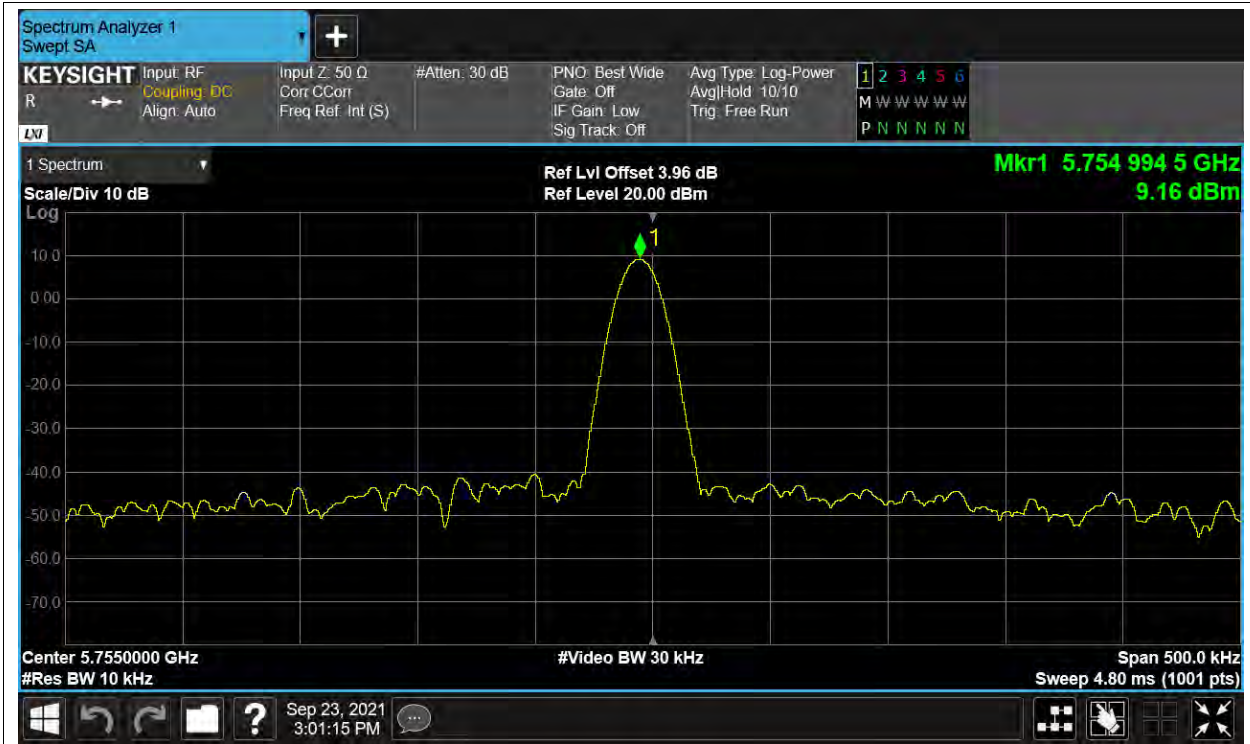 Spectrum Analyzer 1
Swept SA
+
KEYSIGHT
R
LXI
Input: RF
Coupling: DC
Align: Auto
Input Z: 50 Ω
Corr CCorr
Freq Ref: Int (S)
#Atten: 30 dB
PNO: Best Wide
Gate: Off
IF Gain: Low
Sig Track: Off
Avg Type: Log-Power
Avg|Hold: 10/10
Trig: Free Run
1 2 3 4 5 6
M W W W W W
P N N N N N
1 Spectrum
Scale/Div 10 dB
Log
Ref Lvl Offset 3.96 dB
Ref Level 20.00 dBm
Mkr1 5.754 994 5 GHz
9.16 dBm
1
10.0
0.00
-10.0
-20.0
-30.0
-40.0
-50.0
-60.0
-70.0
Center 5.7550000 GHz
#Res BW 10 kHz
#Video BW 30 kHz
Span 500.0 kHz
Sweep 4.80 ms (1001 pts)
?
Sep 23, 2021
3:01:15 PM